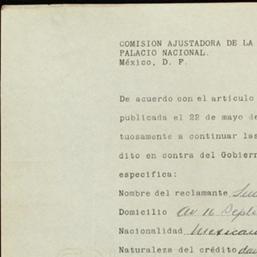 COMISION AJUSTADORA DE LA
PALACIO NACIONAL.
México, D. F.
De acuerdo con el artículo
publicada el 22 de mayo de
tuosamente a continuar las
dito en contra del Gobiern
especifica:
Nombre del reclamante
Domicilio Av 16 Septi
Nacionalidad Mexican
Naturaleza del crédito